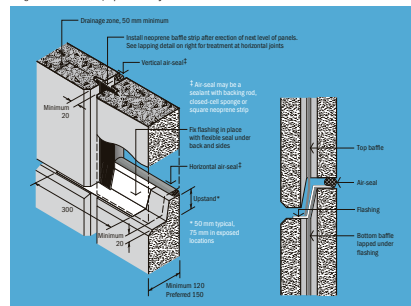 Drainage zone, 50 mm minimum
Install neoprene baffle strip after erection of next level of panels.
See lapping detail on right for treatment at horizontal joints
Vertical air-seal‡
‡ Air-seal may be a
sealant with backing rod,
closed-cell sponge or
square neoprene strip
Minimum
20
Fix flashing in place
with flexible seal under
back and sides
Top baffle
Horizontal air-seal‡
Air-seal
Upstand*
Flashing
300
* 50 mm typical,
75 mm in exposed
locations
Minimum
20
Bottom baffle
lapped under
flashing
Minimum 120
Preferred 150